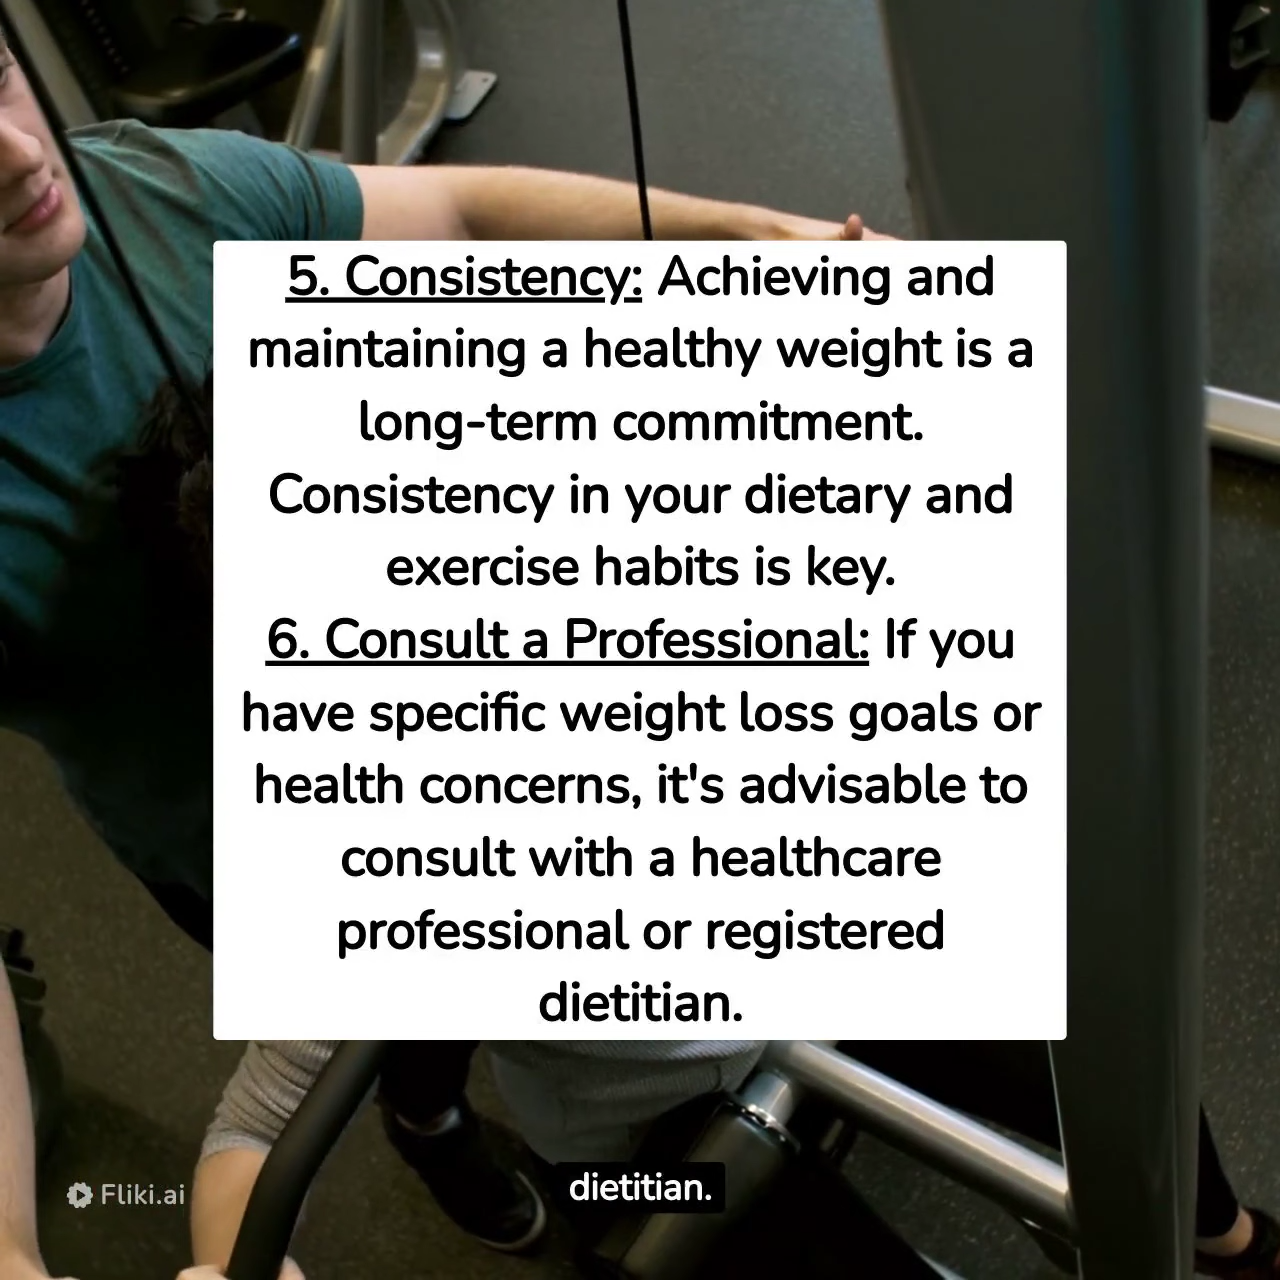 5. Consistency: Achieving and
maintaining a healthy weight is a
long-term commitment.
Consistency in your dietary and
exercise habits is key.
6. Consult a Professional: If you
have specific weight loss goals or
health concerns, it's advisable to
consult with a healthcare
professional or registered
dietitian.
dietitian.
Fliki.ai